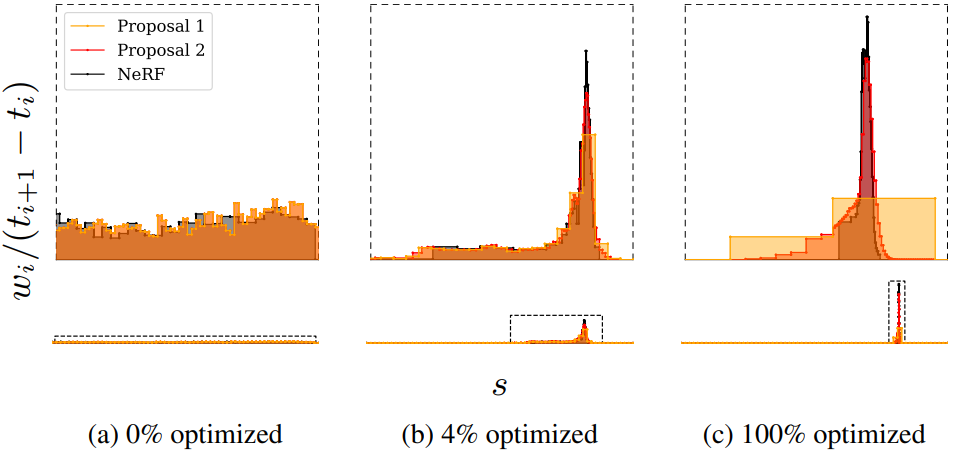 Proposal 1
Proposal 2
NeRF
w_i/(t_{i+1} − t_i)
s
(a) 0% optimized
(b) 4% optimized
(c) 100% optimized